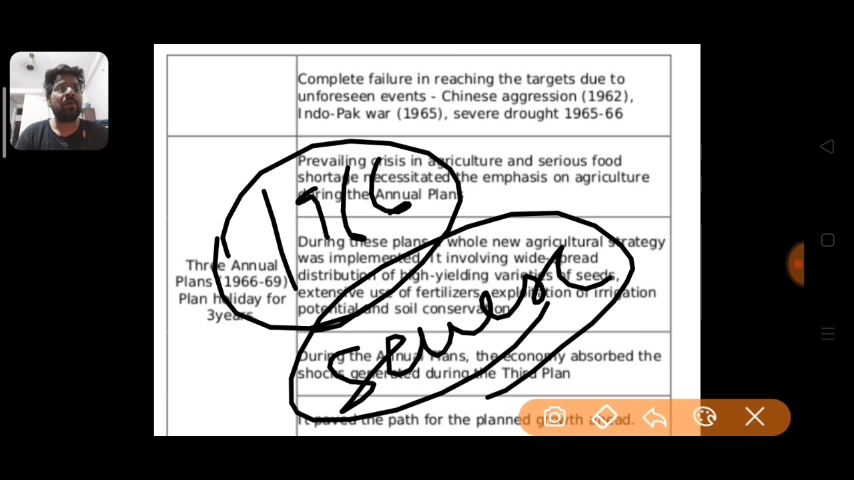 Complete failure in reaching the targets due to
unforeseen events - Chinese aggression (1962),
Indo-Pak war (1965), severe drought 1965-66
Three Annual
Plans (1966-69)
Plan holiday for
3years
Prevailing crisis in agriculture and serious food
shortage necessitated the emphasis on agriculture
during the Annual Plans
During these plans a whole new agricultural strategy
was implemented. It involving wide-spread
distribution of high-yielding varieties of seeds,
extensive use of fertilizers, exploitation of irrigation
potential and soil conservation
During the Annual Plans, the economy absorbed the
shocks generated during the Third Plan
It paved the path for the planned growth ahead.
1966